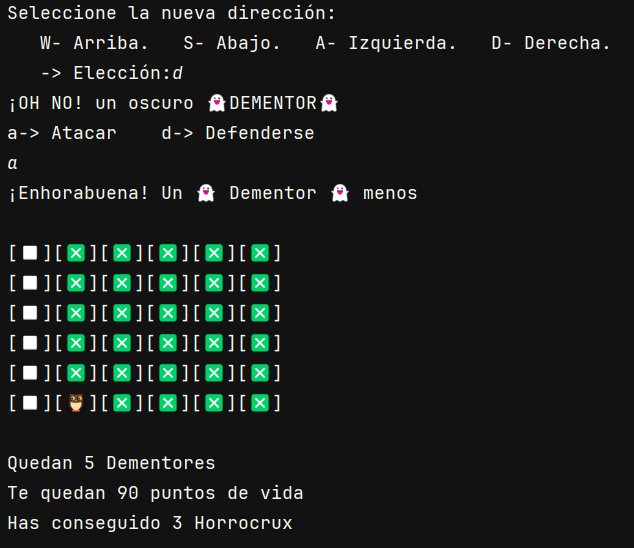 Seleccione la nueva dirección:
W- Arriba.   S- Abajo.   A- Izquierda.   D- Derecha.
-> Elección:d
¡OH NO! un oscuro 👻DEMENTOR👻
a-> Atacar    d-> Defenderse
a
¡Enhorabuena! Un 👻 Dementor 👻 menos
[◻️][❎][❎][❎][❎][❎]
[◻️][❎][❎][❎][❎][❎]
[◻️][❎][❎][❎][❎][❎]
[◻️][❎][❎][❎][❎][❎]
[◻️][❎][❎][❎][❎][❎]
[◻️][🦉][❎][❎][❎][❎]
Quedan 5 Dementores
Te quedan 90 puntos de vida
Has conseguido 3 Horrocrux